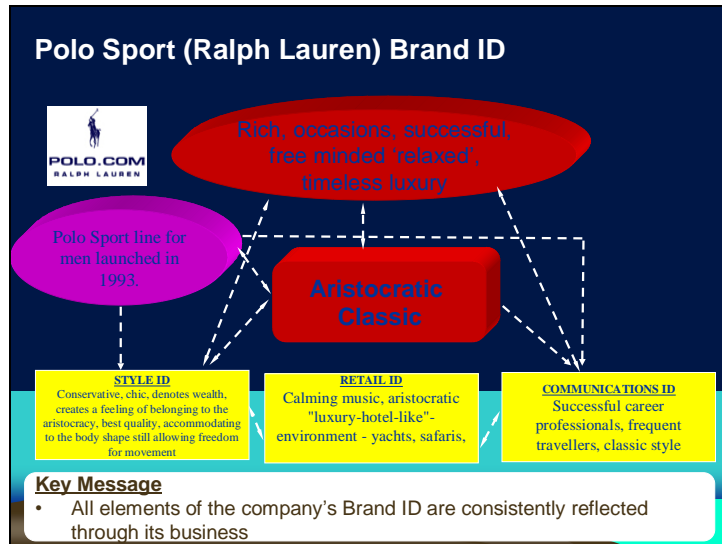 Polo Sport (Ralph Lauren) Brand ID
POLO.COM
RALPH LAUREN
Rich, occasions, successful,
free minded 'relaxed',
timeless luxury
Polo Sport line for
men launched in
1993.
Aristocratic
Classic
STYLE ID
Conservative, chic, denotes wealth,
creates a feeling of belonging to the
aristocracy, best quality, accommodating
to the body shape still allowing freedom
for movement
RETAIL ID
Calming music, aristocratic
"luxury-hotel-like"-
environment - yachts, safaris,
COMMUNICATIONS ID
Successful career
professionals, frequent
travellers, classic style
Key Message
• All elements of the company's Brand ID are consistently reflected
through its business